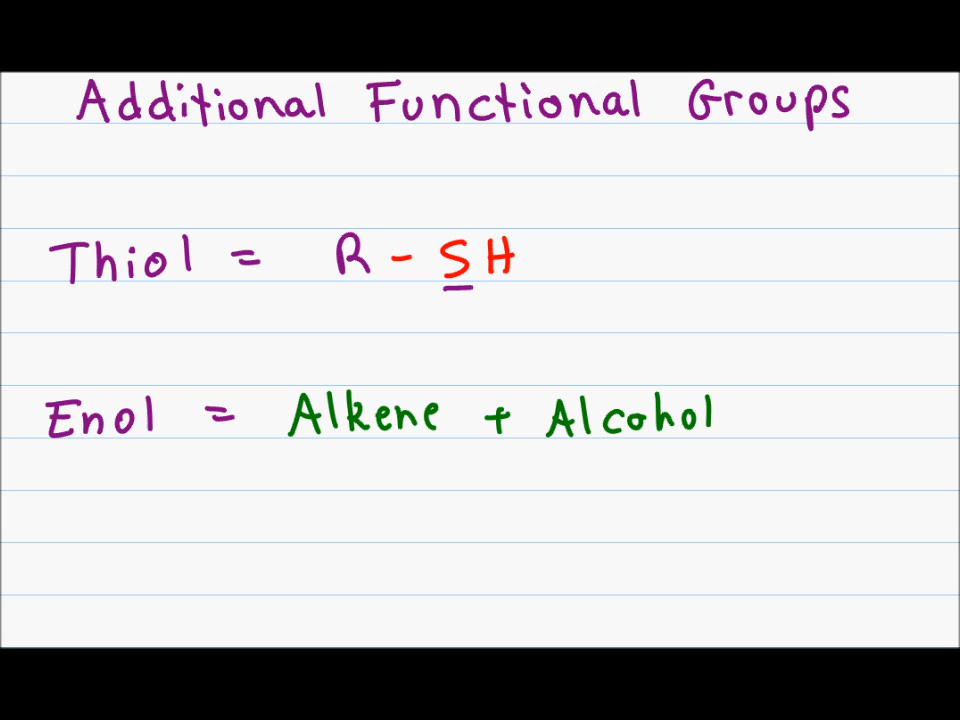 Additional Functional Groups
Thiol = R - SH
Enol = Alkene + Alcohol